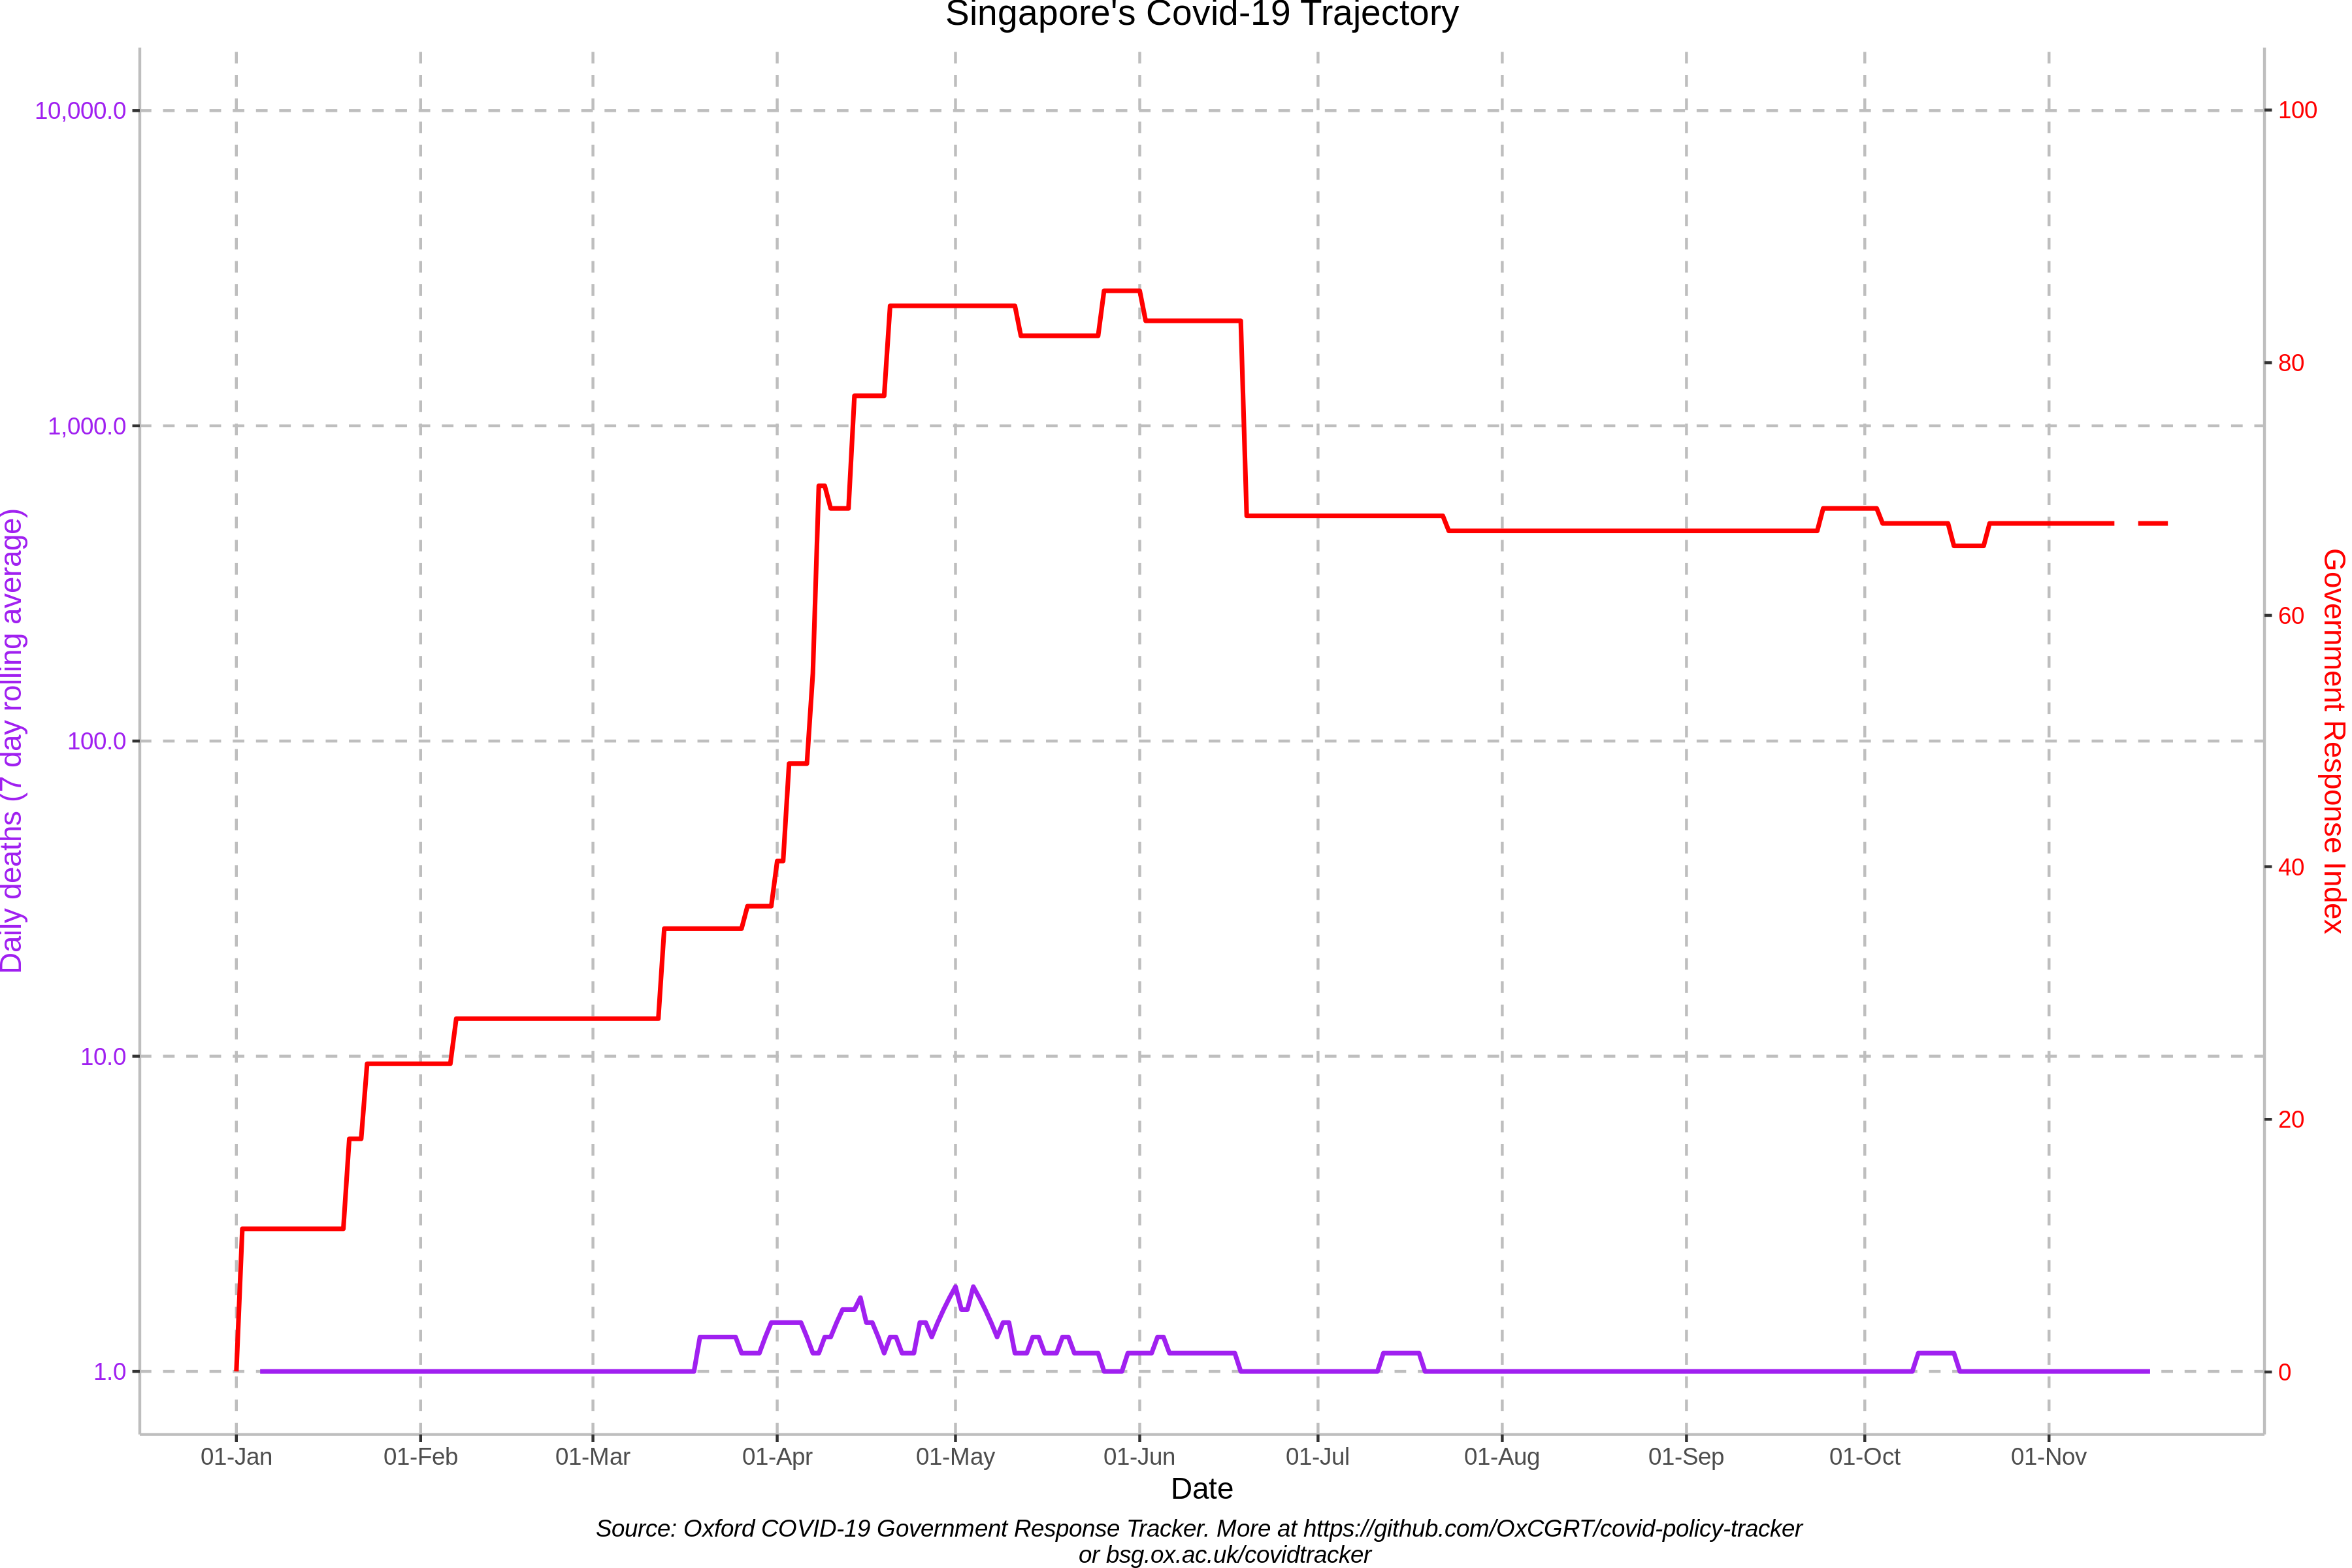 Singapore's Covid-19 Trajectory
10,000.0
1,000.0
100.0
10.0
1.0
Daily deaths (7 day rolling average)
100
80
60
40
20
0
Government Response Index
01-Jan
01-Feb
01-Mar
01-Apr
01-May
01-Jun
01-Jul
01-Aug
01-Sep
01-Oct
01-Nov
Date
Source: Oxford COVID-19 Government Response Tracker. More at https://github.com/OxCGRT/covid-policy-tracker
or bsg.ox.ac.uk/covidtracker